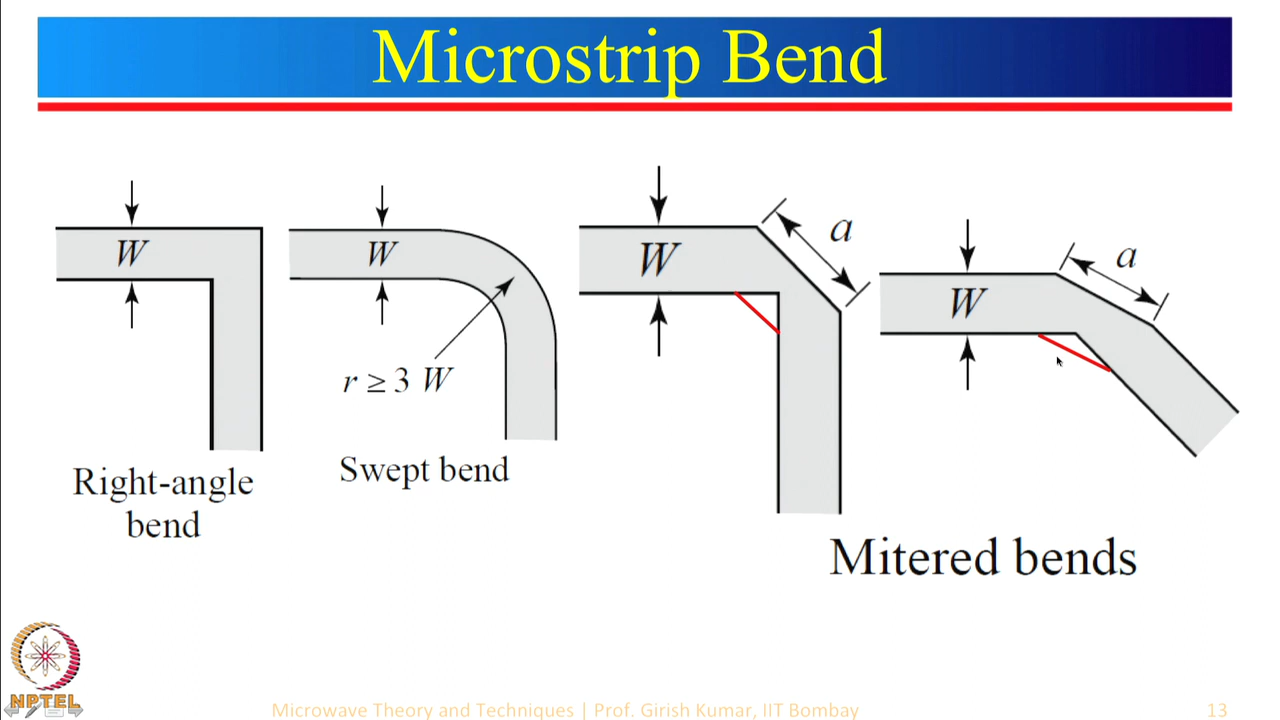 Microstrip Bend
W
W
W
a
W
a
r ≥ 3 W
Right-angle
bend
Swept bend
Mitered bends
NPTEL
Microwave Theory and Techniques | Prof. Girish Kumar, IIT Bombay
13